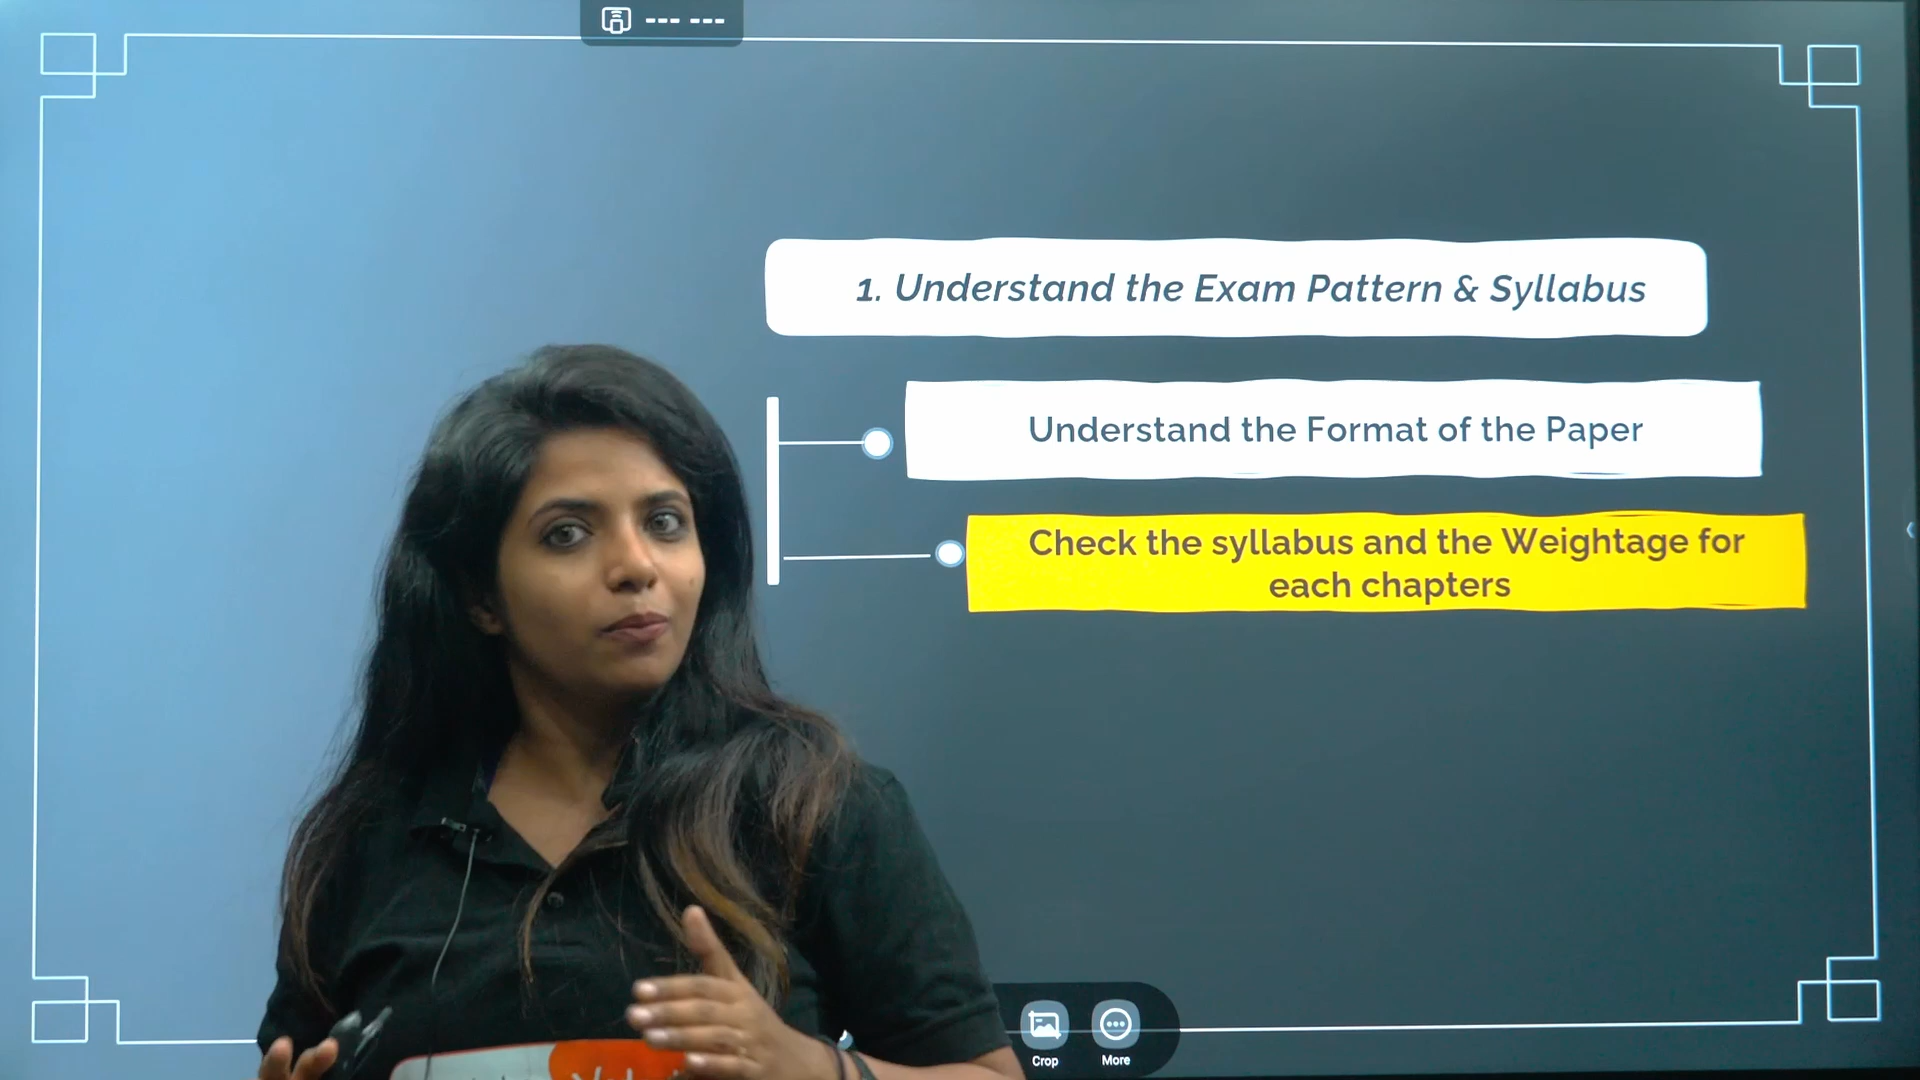 1. Understand the Exam Pattern & Syllabus
Understand the Format of the Paper
Check the syllabus and the Weightage for
each chapters
Crop
More